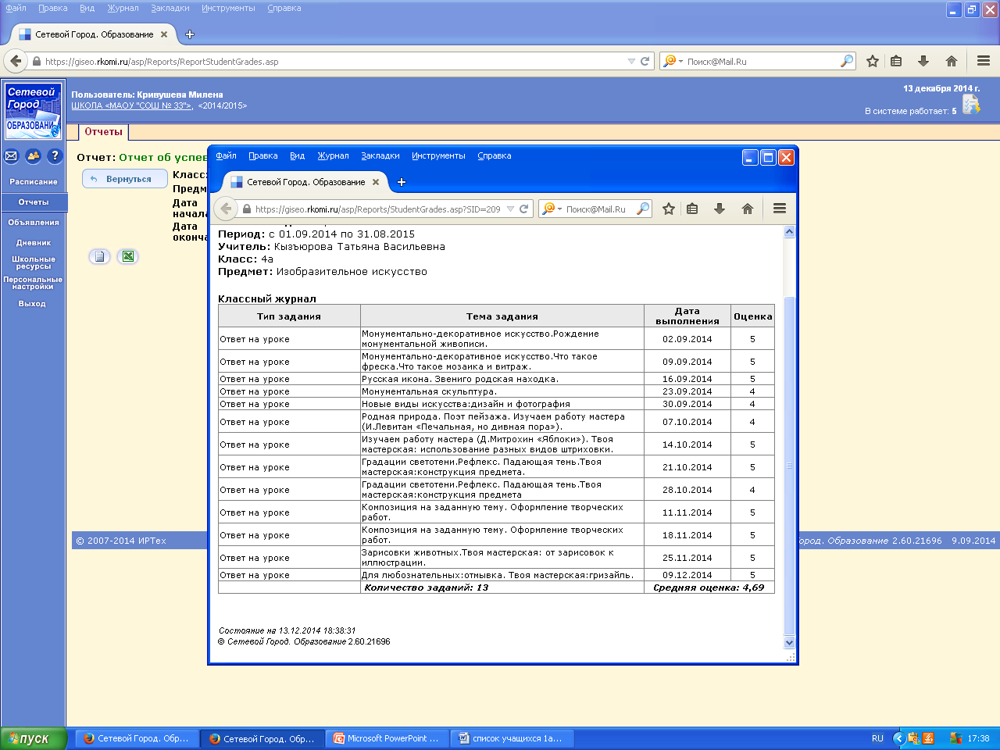 Файл Правка Вид Журнал Закладки Инструменты Справка
Сетевой Город. Образование
https://giseo.rkomi.ru/asp/Reports/ReportStudentGrades.asp
Поиск@Mail.Ru
Сетевой
Город
ОБРАЗОВАНИ
Пользователь: Кривушева Милена
ШКОЛА <МАОУ "СОШ № 33">, <2014/2015>
13 декабря 2014 г.
В системе работает: 5
Отчеты
Расписание
Отчеты
Объявления
Дневник
Школьные
ресурсы
Персональные
настройки
Выход
Отчет: Отчет об успев
Вернуться
Класс:
Предм
Дата
начала
Дата
оконча
Файл Правка Вид Журнал Закладки Инструменты Справка
Сетевой Город. Образование
https://giseo.rkomi.ru/asp/Reports/StudentGrades.asp?SID=209
Поиск@Mail.Ru
Период: с 01.09.2014 по 31.08.2015
Учитель: Кызъюрова Татьяна Васильевна
Класс: 4а
Предмет: Изобразительное искусство
Классный журнал
Тип задания Тема задания Дата выполнения Оценка
Ответ на уроке Монументально-декоративное искусство.Рождение монументальной живописи. 02.09.2014 5
Ответ на уроке Монументально-декоративное искусство.Что такое фреска.Что такое мозаика и витраж. 09.09.2014 5
Ответ на уроке Русская икона. Звениго родская находка. 16.09.2014 5
Ответ на уроке Монументальная скульптура. 23.09.2014 4
Ответ на уроке Новые виды искусства:дизайн и фотография 30.09.2014 4
Ответ на уроке Родная природа. Поэт пейзажа. Изучаем работу мастера (И.Левитан «Печальная, но дивная пора»). 07.10.2014 4
Ответ на уроке Изучаем работу мастера (Д.Митрохин «Яблоки»). Твоя мастерская: использование разных видов штриховки. 14.10.2014 5
Ответ на уроке Градации светотени.Рефлекс. Падающая тень.Твоя мастерская:конструкция предмета. 21.10.2014 5
Ответ на уроке Градации светотени.Рефлекс. Падающая тень.Твоя мастерская:конструкция предмета 28.10.2014 4
Ответ на уроке Композиция на заданную тему. Оформление творческих работ. 11.11.2014 5
Ответ на уроке Композиция на заданную тему. Оформление творческих работ. 18.11.2014 5
Ответ на уроке Зарисовки животных.Твоя мастерская: от зарисовок к иллюстрации. 25.11.2014 5
Ответ на уроке Для любознательных:отмывка. Твоя мастерская:гризайль. 09.12.2014 5
Количество заданий: 13 Средняя оценка: 4,69
Состояние на 13.12.2014 18:38:31
© Сетевой Город. Образование 2.60.21696
© 2007-2014 ИРТех
ород. Образование 2.60.21696 9.09.2014
пуск
Сетевой Город. Обр...
Сетевой Город. Обр...
Microsoft PowerPoint ...
список учащихся 1а...
RU
17:38